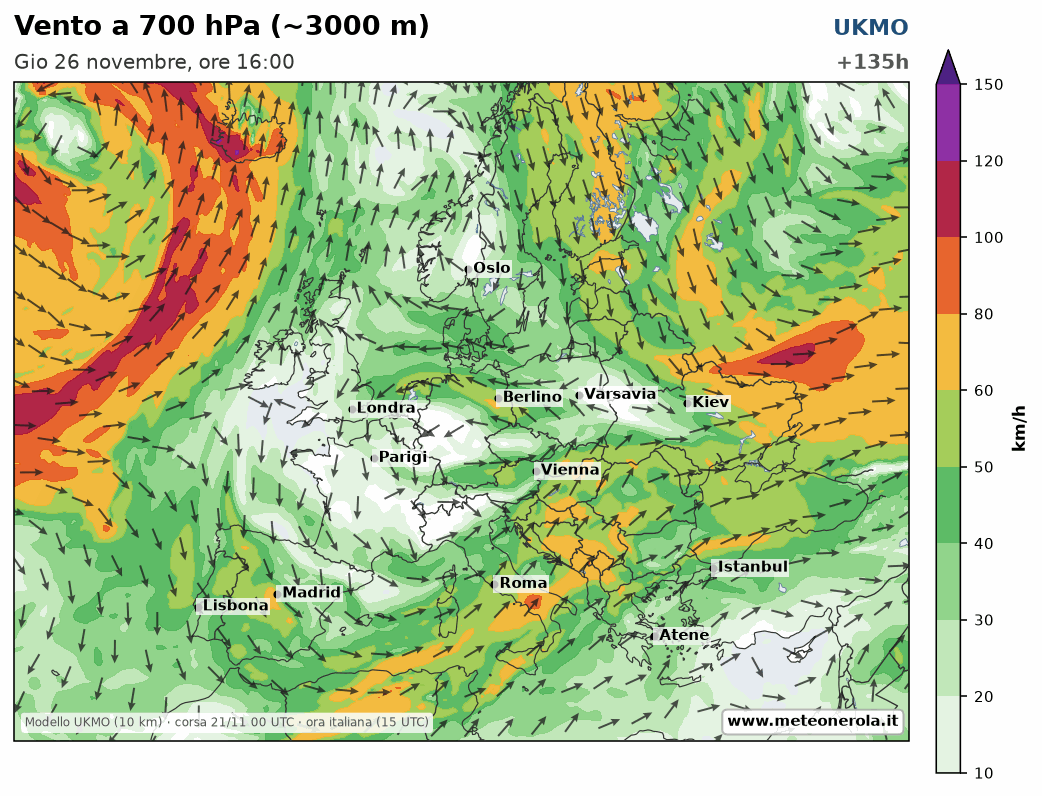 Vento a 700 hPa (~3000 m)
UKMO
Gio 26 novembre, ore 16:00
+135h
150
120
100
80
60
50
40
30
20
10
km/h
Oslo
Londra
Berlino
Varsavia
Kiev
Parigi
Vienna
Roma
Istanbul
Madrid
Lisbona
Atene
Modello UKMO (10 km) · corsa 21/11 00 UTC · ora italiana (15 UTC)
www.meteonerola.it